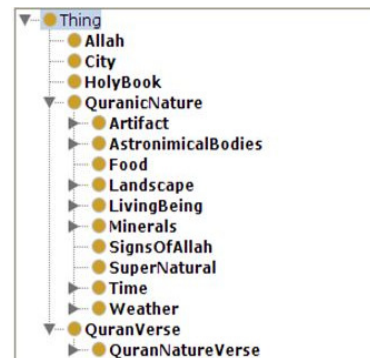 Thing
Allah
City
HolyBook
QuranicNature
Artifact
AstronimicalBodies
Food
Landscape
LivingBeing
Minerals
SignsOfAllah
SuperNatural
Time
Weather
QuranVerse
QuranNatureVerse